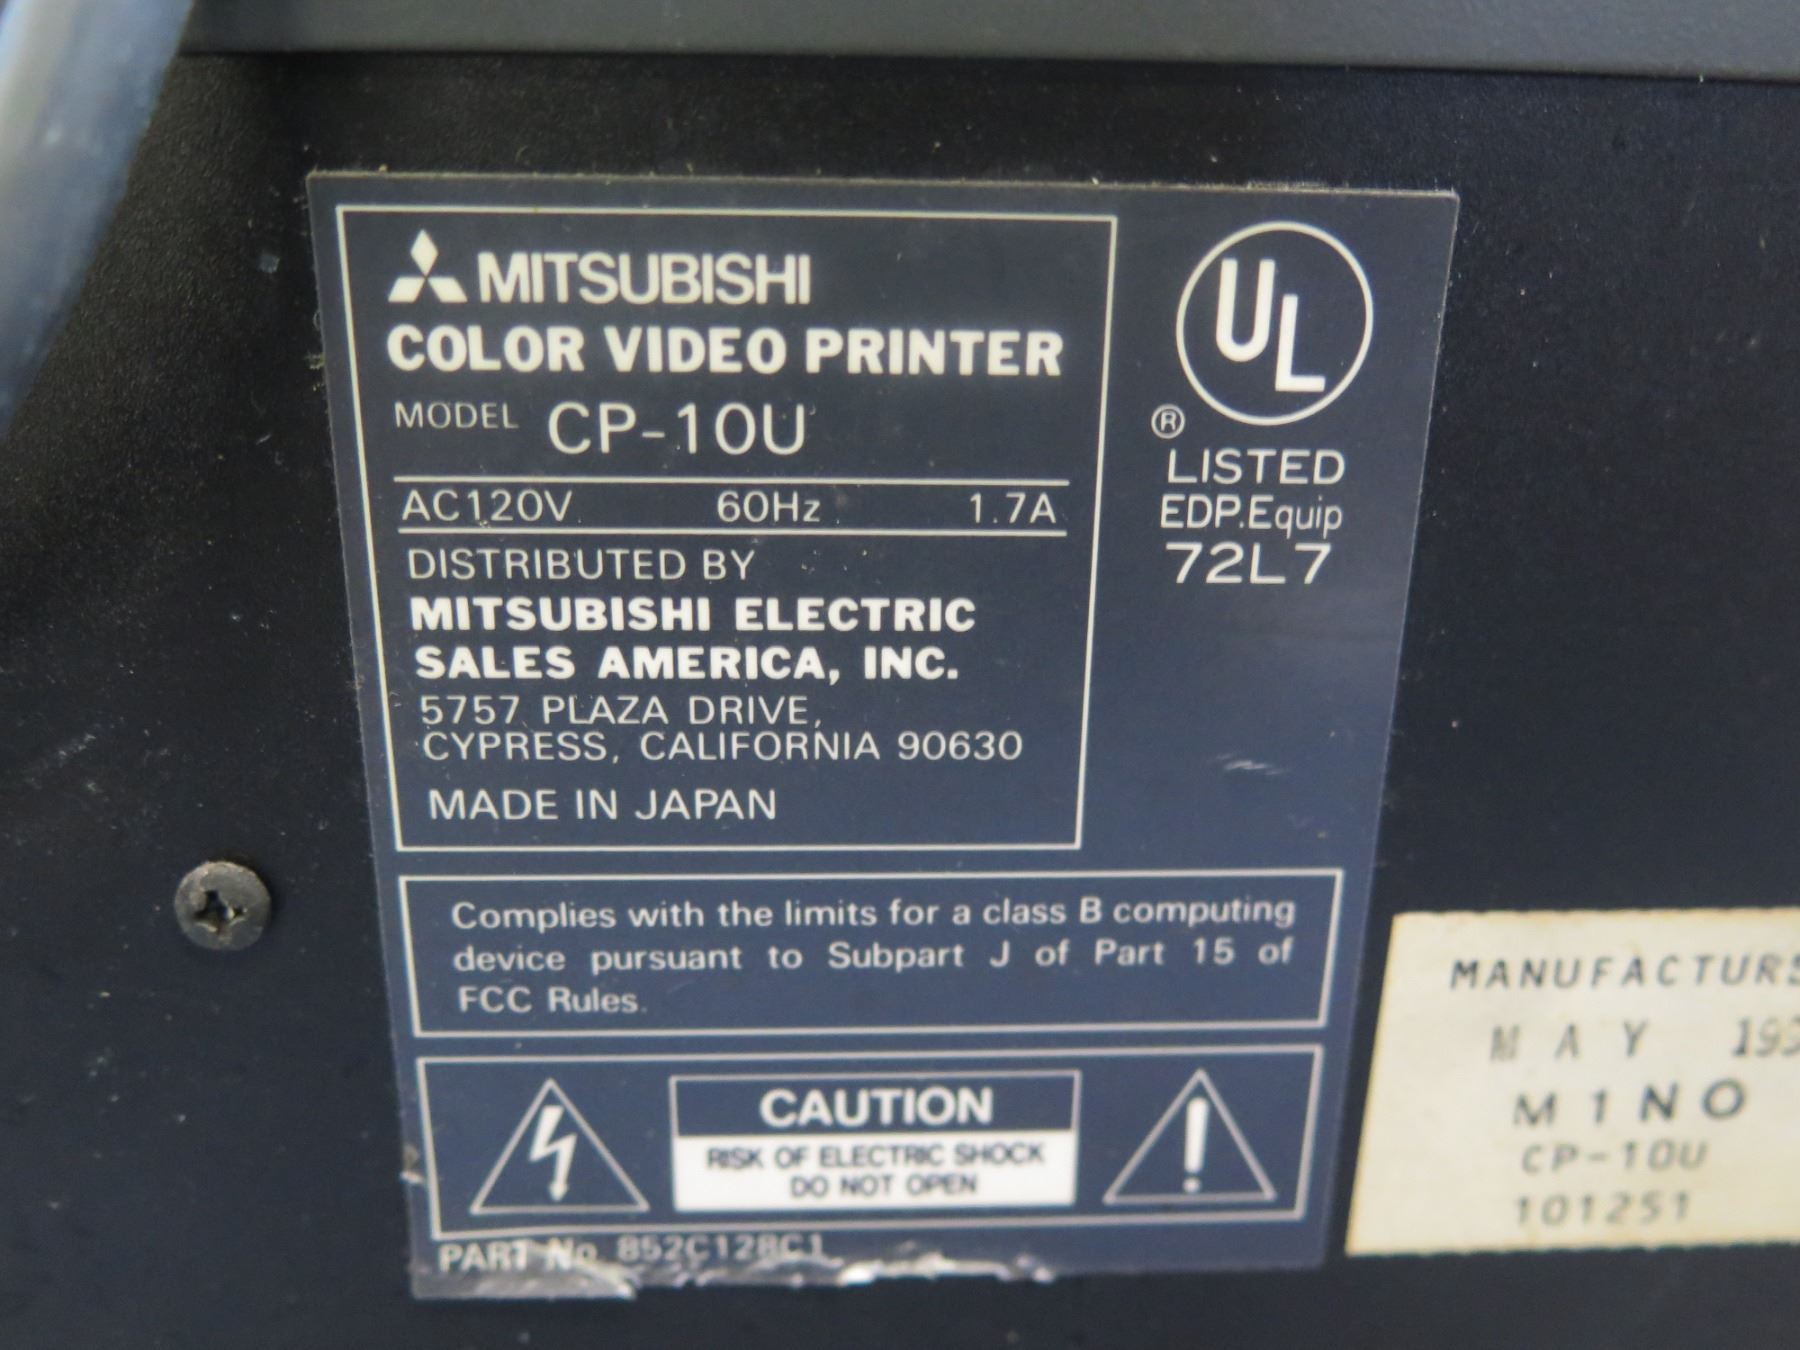 MITSUBISHI
COLOR VIDEO PRINTER
MODEL CP-10U
AC120V 60Hz 1.7A
DISTRIBUTED BY
MITSUBISHI ELECTRIC
SALES AMERICA, INC.
5757 PLAZA DRIVE,
CYPRESS, CALIFORNIA 90630
MADE IN JAPAN
UL
®
LISTED
EDP.Equip
72L7
Complies with the limits for a class B computing
device pursuant to Subpart J of Part 15 of
FCC Rules.
CAUTION
RISK OF ELECTRIC SHOCK
DO NOT OPEN
PART No 852C128C1
MANUFACTUR
MAY 199
M1NO
CP-10U
101251